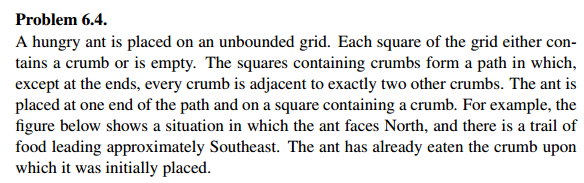 Problem 6.4.
A hungry ant is placed on an unbounded grid. Each square of the grid either con-
tains a crumb or is empty. The squares containing crumbs form a path in which,
except at the ends, every crumb is adjacent to exactly two other crumbs. The ant is
placed at one end of the path and on a square containing a crumb. For example, the
figure below shows a situation in which the ant faces North, and there is a trail of
food leading approximately Southeast. The ant has already eaten the crumb upon
which it was initially placed.